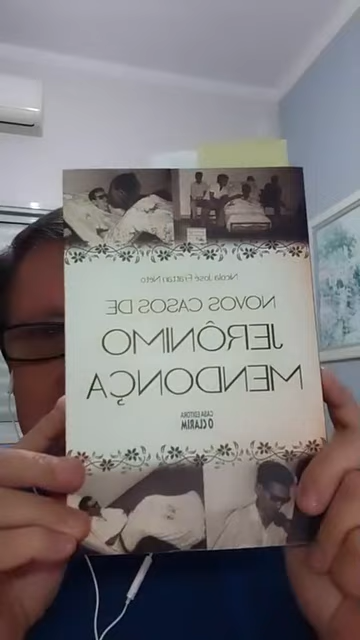 Nicola José Frattari Neto
NOVOS CASOS DE
JERÔNIMO
MENDONÇA
CASA EDITORA
O CLARIM